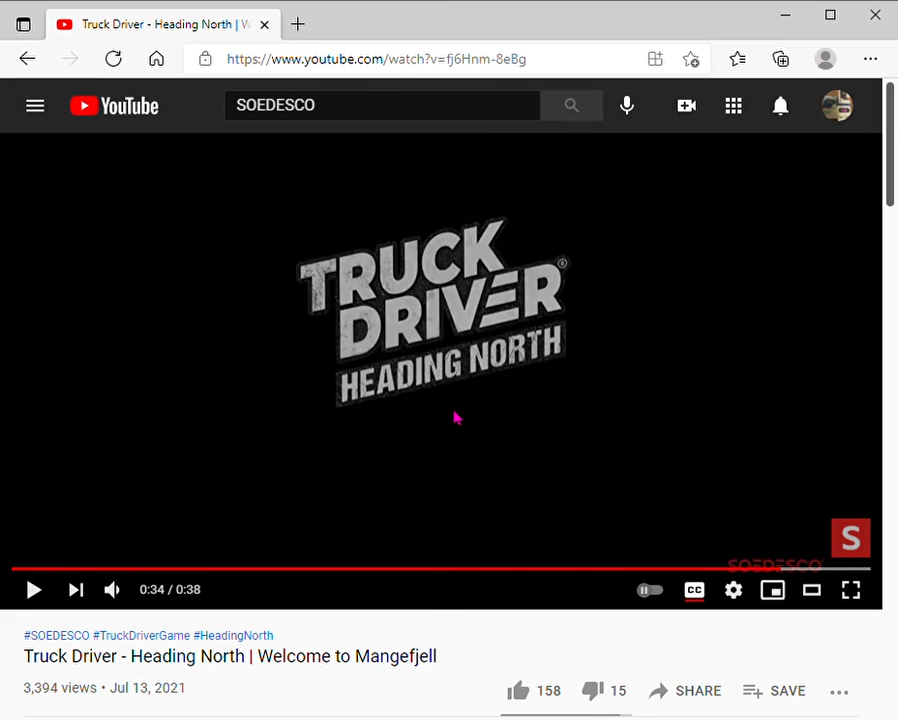 Truck Driver - Heading North | W
https://www.youtube.com/watch?v=fj6Hnm-8eBg
YouTube
SOEDESCO
TRUCK
DRIVER®
HEADING NORTH
S
SOEDESCO
0:34 / 0:38
CC
#SOEDESCO #TruckDriverGame #HeadingNorth
Truck Driver - Heading North | Welcome to Mangefjell
3,394 views • Jul 13, 2021
158
15
SHARE
SAVE